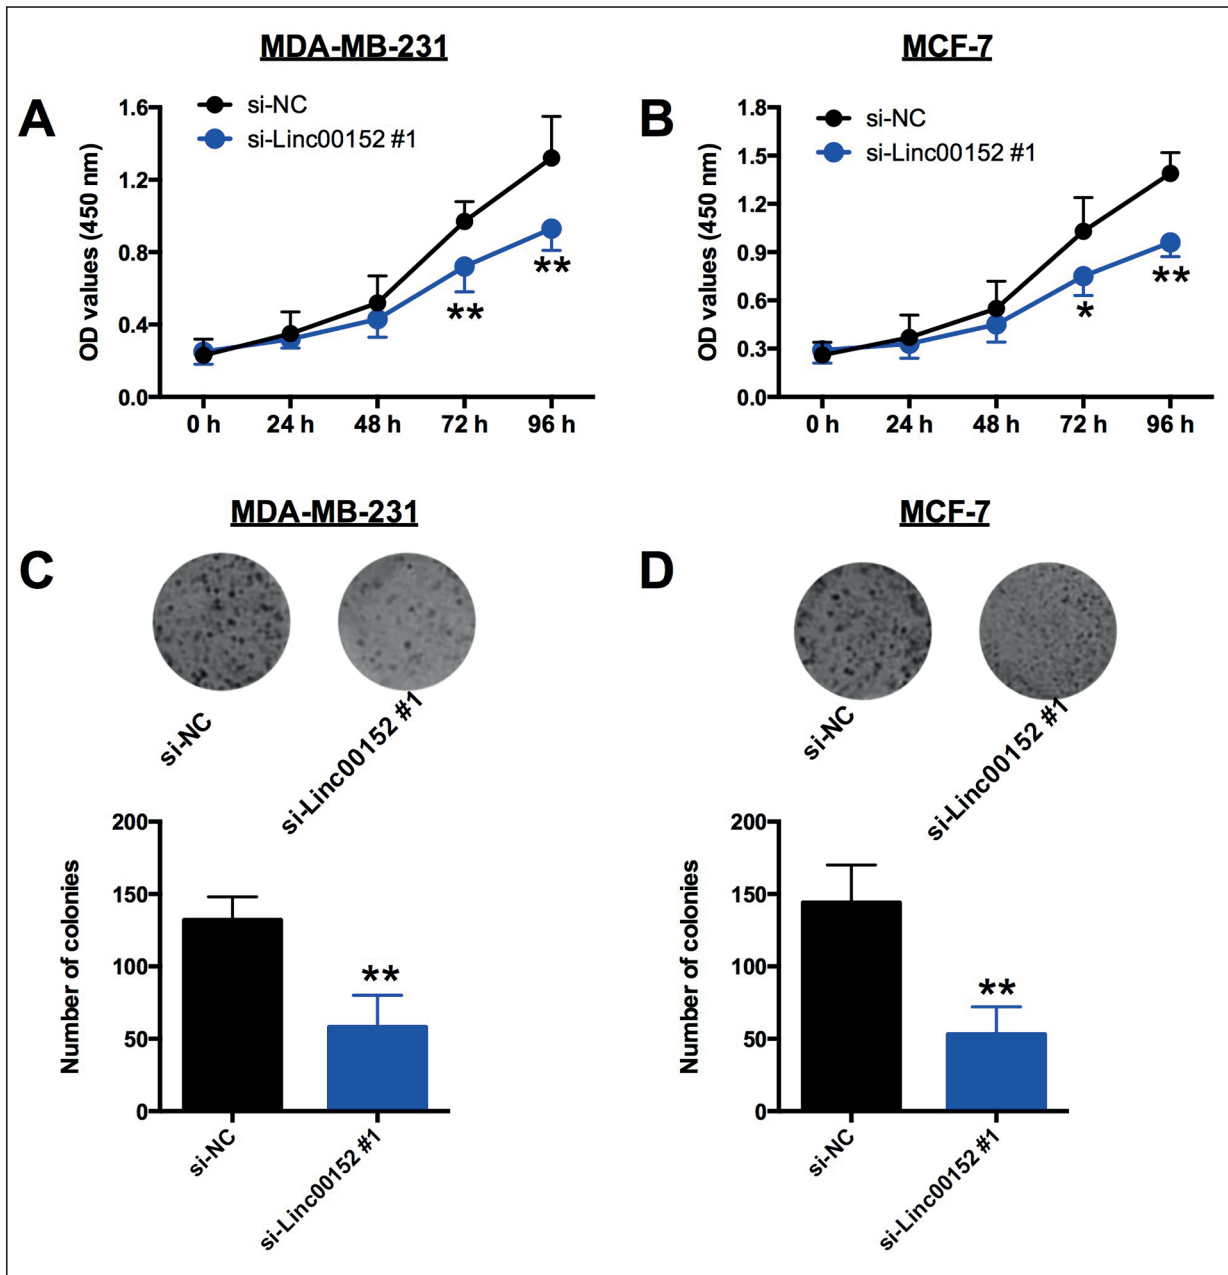 MDA-MB-231
MCF-7
A
si-NC
si-Linc00152 #1
OD values (450 nm)
1.6
1.2
0.8
0.4
0.0
**
**
0 h 24 h 48 h 72 h 96 h
B
si-NC
si-Linc00152 #1
OD values (450 nm)
1.8
1.5
1.2
0.9
0.6
0.3
0.0
*
**
0 h 24 h 48 h 72 h 96 h
MDA-MB-231
MCF-7
C
si-NC
si-Linc00152 #1
Number of colonies
200
150
100
50
0
**
si-NC
si-Linc00152 #1
D
si-NC
si-Linc00152 #1
Number of colonies
200
150
100
50
0
**
si-NC
si-Linc00152 #1